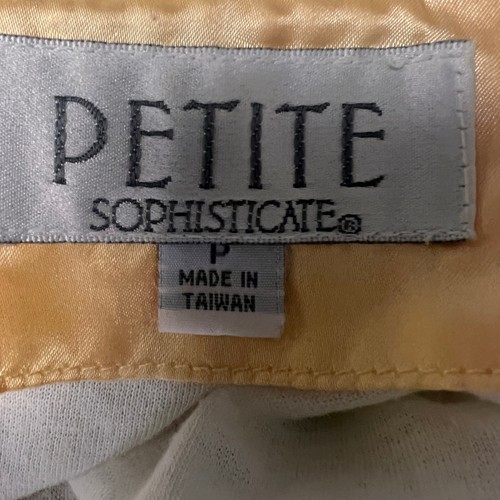 PETITE
SOPHISTICATE®
P
MADE IN
TAIWAN